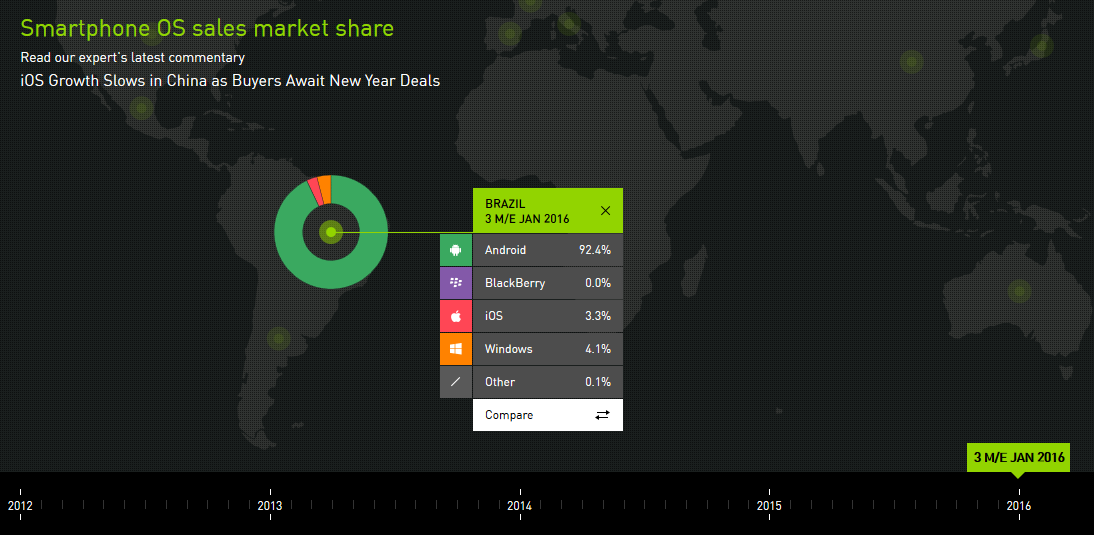 Smartphone OS sales market share
Read our expert's latest commentary
iOS Growth Slows in China as Buyers Await New Year Deals
BRAZIL
3 M/E JAN 2016
Android 92.4%
BlackBerry 0.0%
iOS 3.3%
Windows 4.1%
Other 0.1%
Compare
3 M/E JAN 2016
2012 2013 2014 2015 2016